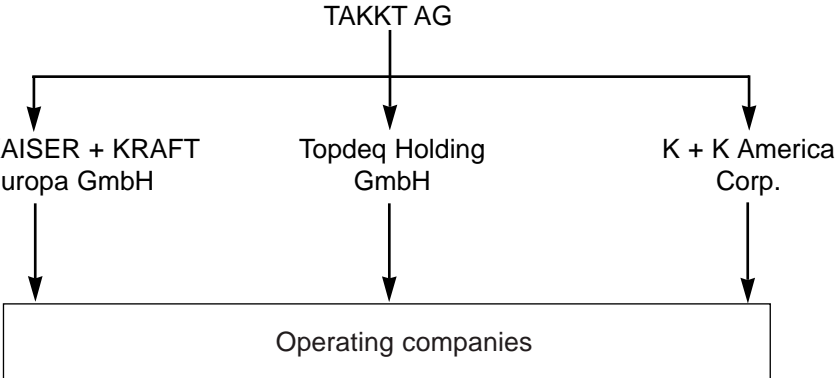 TAKKT AG
AISER + KRAFT
uropa GmbH
Topdeq Holding
GmbH
K + K America
Corp.
Operating companies